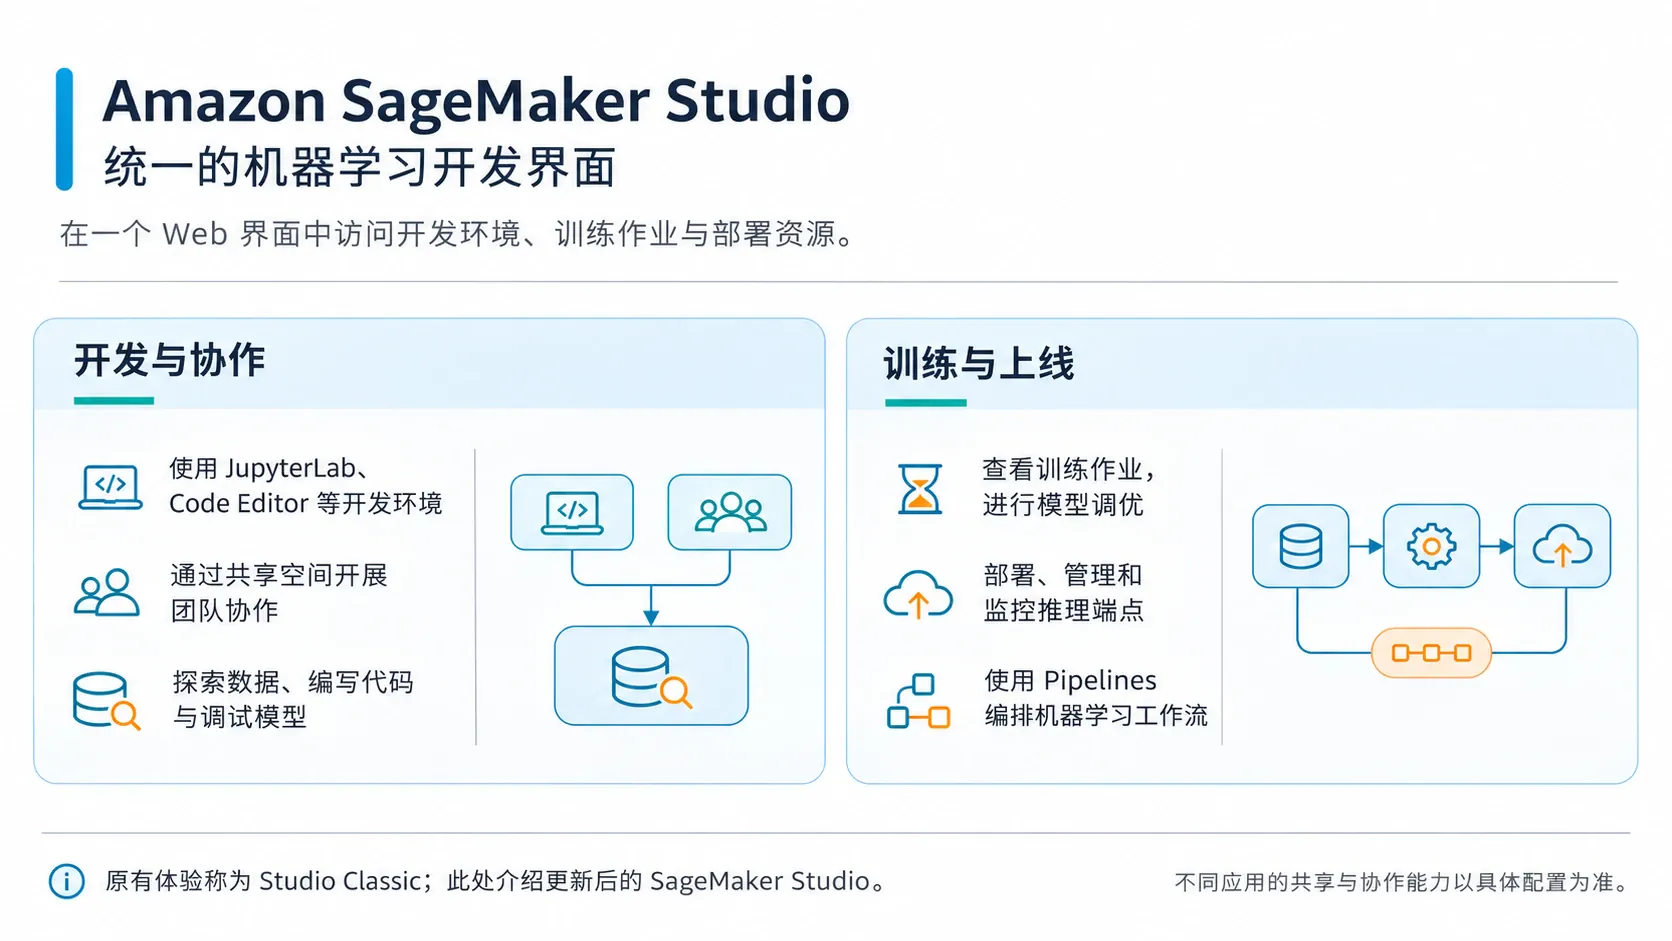 Amazon SageMaker Studio
统一的机器学习开发界面
在一个 Web 界面中访问开发环境、训练作业与部署资源。
开发与协作
使用 JupyterLab、
Code Editor 等开发环境
通过共享空间开展
团队协作
探索数据、编写代码
与调试模型
训练与上线
查看训练作业，
进行模型调优
部署、管理和
监控推理端点
使用 Pipelines
编排机器学习工作流
原有体验称为 Studio Classic；此处介绍更新后的 SageMaker Studio。
不同应用的共享与协作能力以具体配置为准。